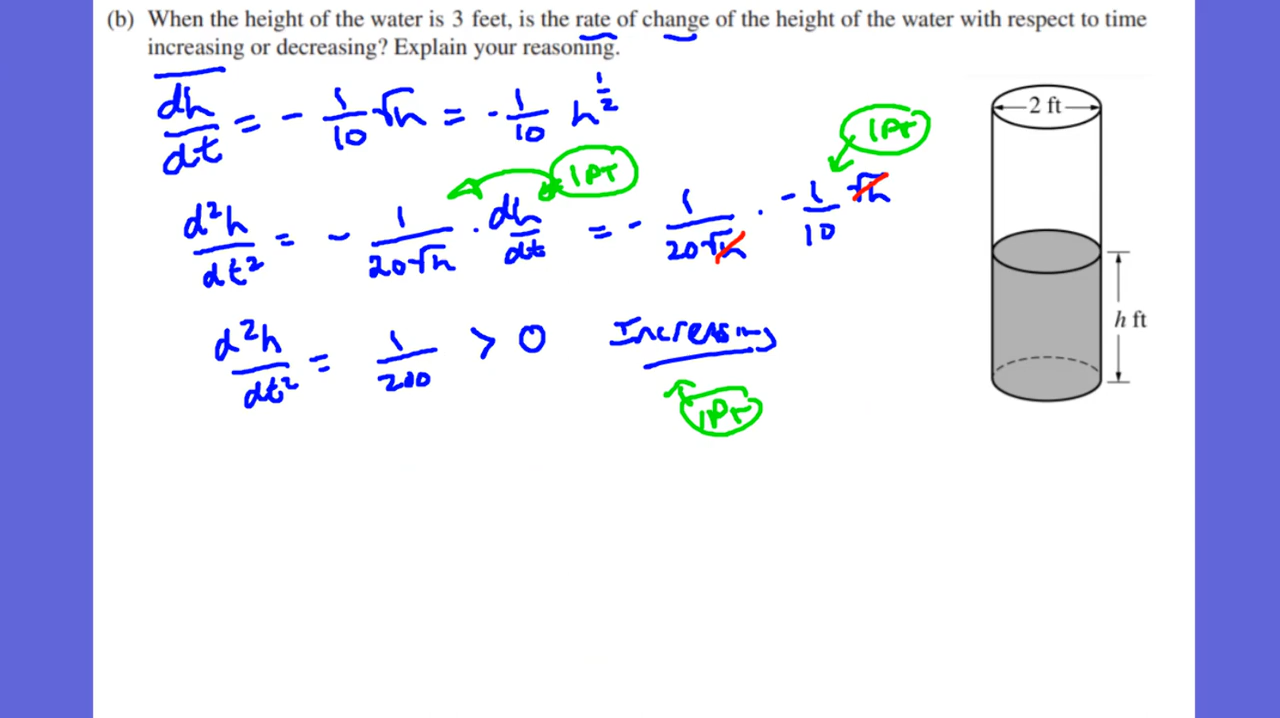 (b) When the height of the water is 3 feet, is the rate of change of the height of the water with respect to time
increasing or decreasing? Explain your reasoning.
dh/dt = - 1/10 √h = - 1/10 h^(1/2)
2 ft
1PT
1PT
d²h/dt² = - 1/(20√h) · dh/dt = - 1/(20√h) · - 1/10 √h
d²h/dt² = 1/200 > 0 Increasing
h ft
1PT